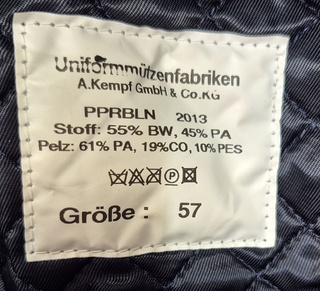 Uniformmützenfabriken
A.Kempf GmbH & Co.KG
PPRBLN 2013
Stoff: 55% BW, 45% PA
Pelz: 61% PA, 19%CO, 10% PES
P
Größe : 57